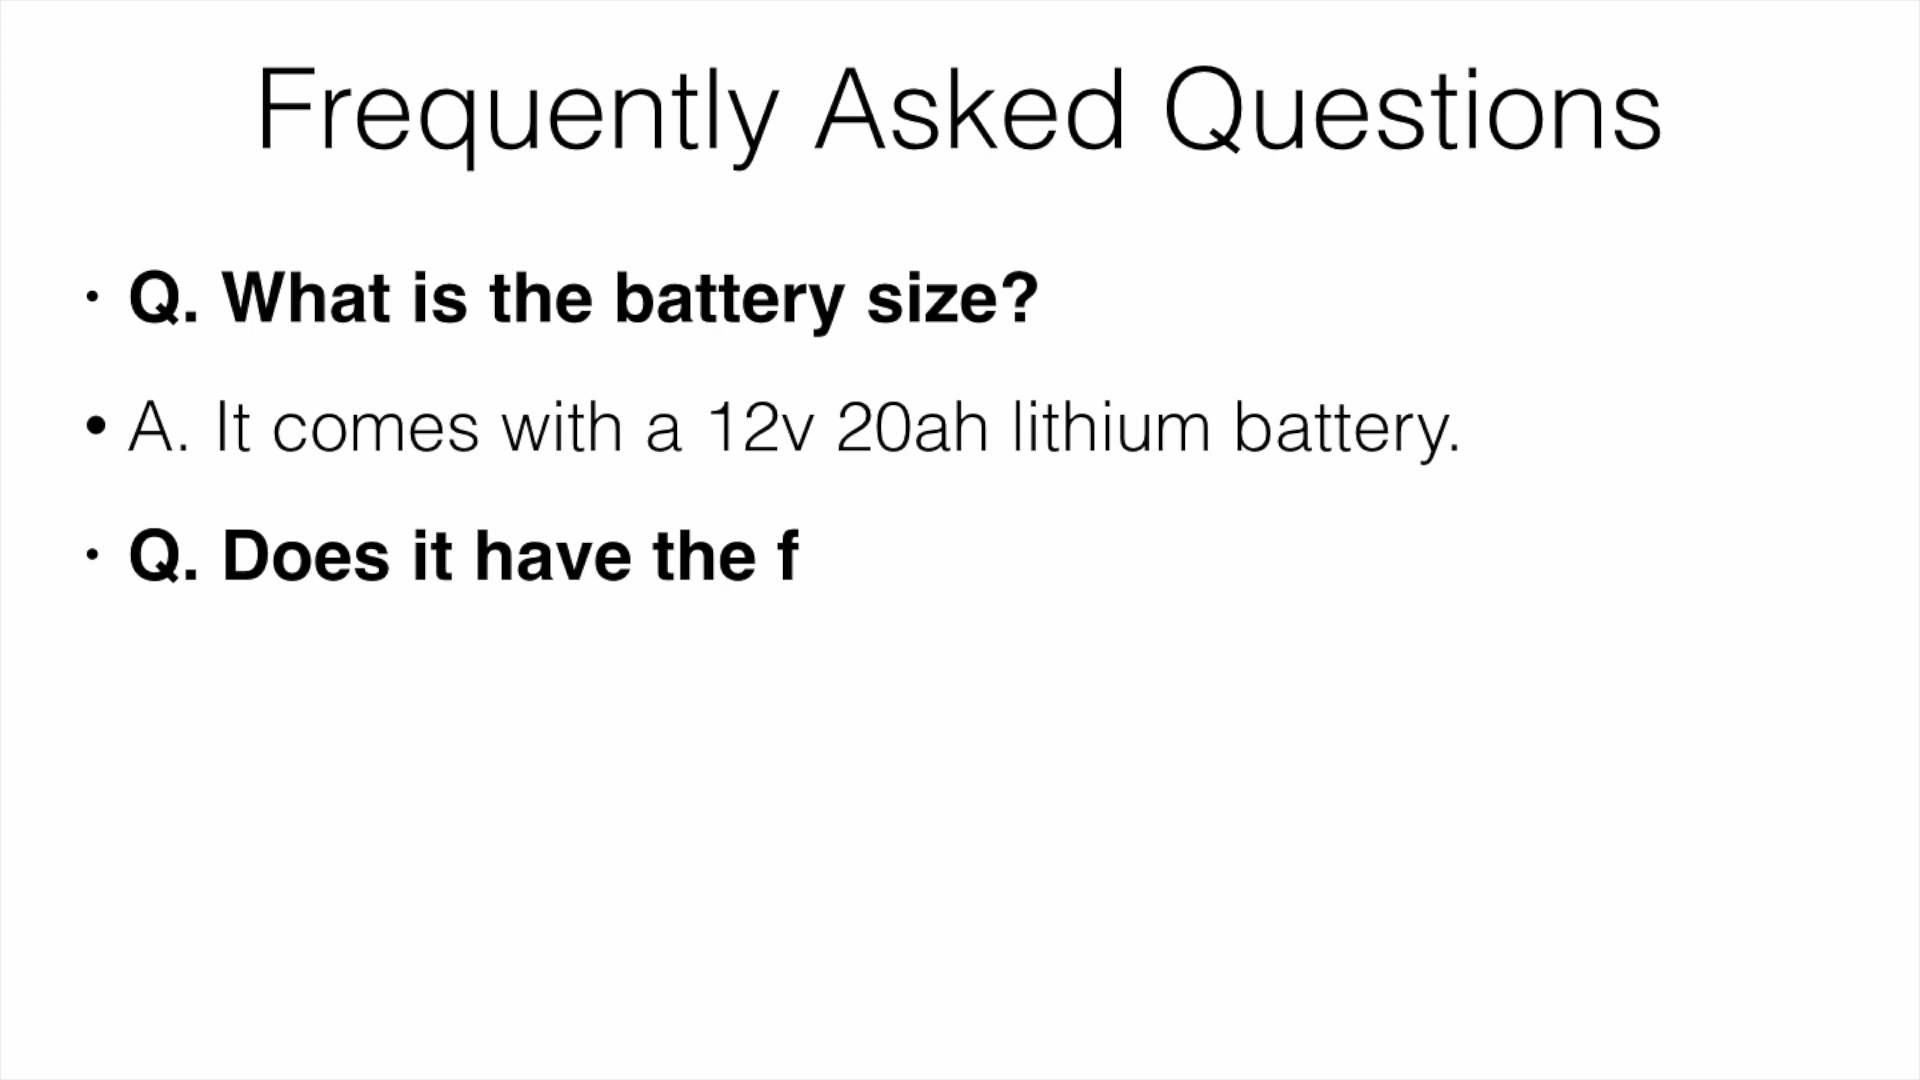 Frequently Asked Questions
• Q. What is the battery size?
• A. It comes with a 12v 20ah lithium battery.
• Q. Does it have the f